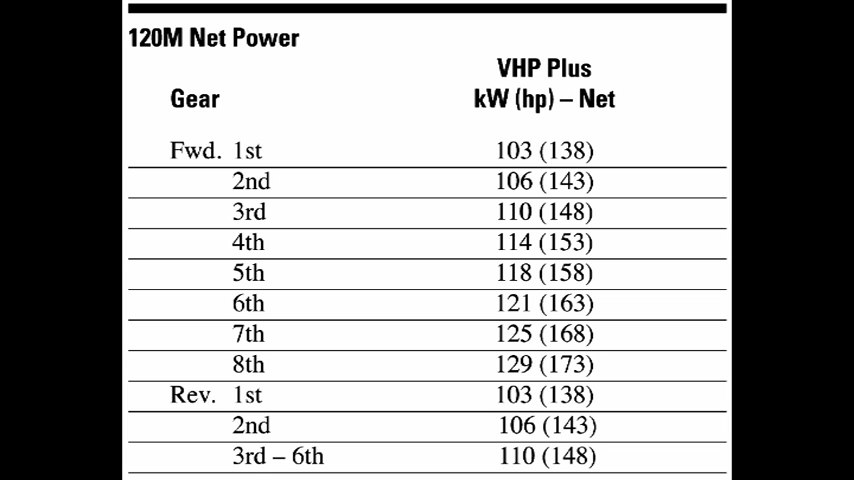 120M Net Power
VHP Plus
Gear kW (hp) – Net
Fwd. 1st 103 (138)
2nd 106 (143)
3rd 110 (148)
4th 114 (153)
5th 118 (158)
6th 121 (163)
7th 125 (168)
8th 129 (173)
Rev. 1st 103 (138)
2nd 106 (143)
3rd – 6th 110 (148)